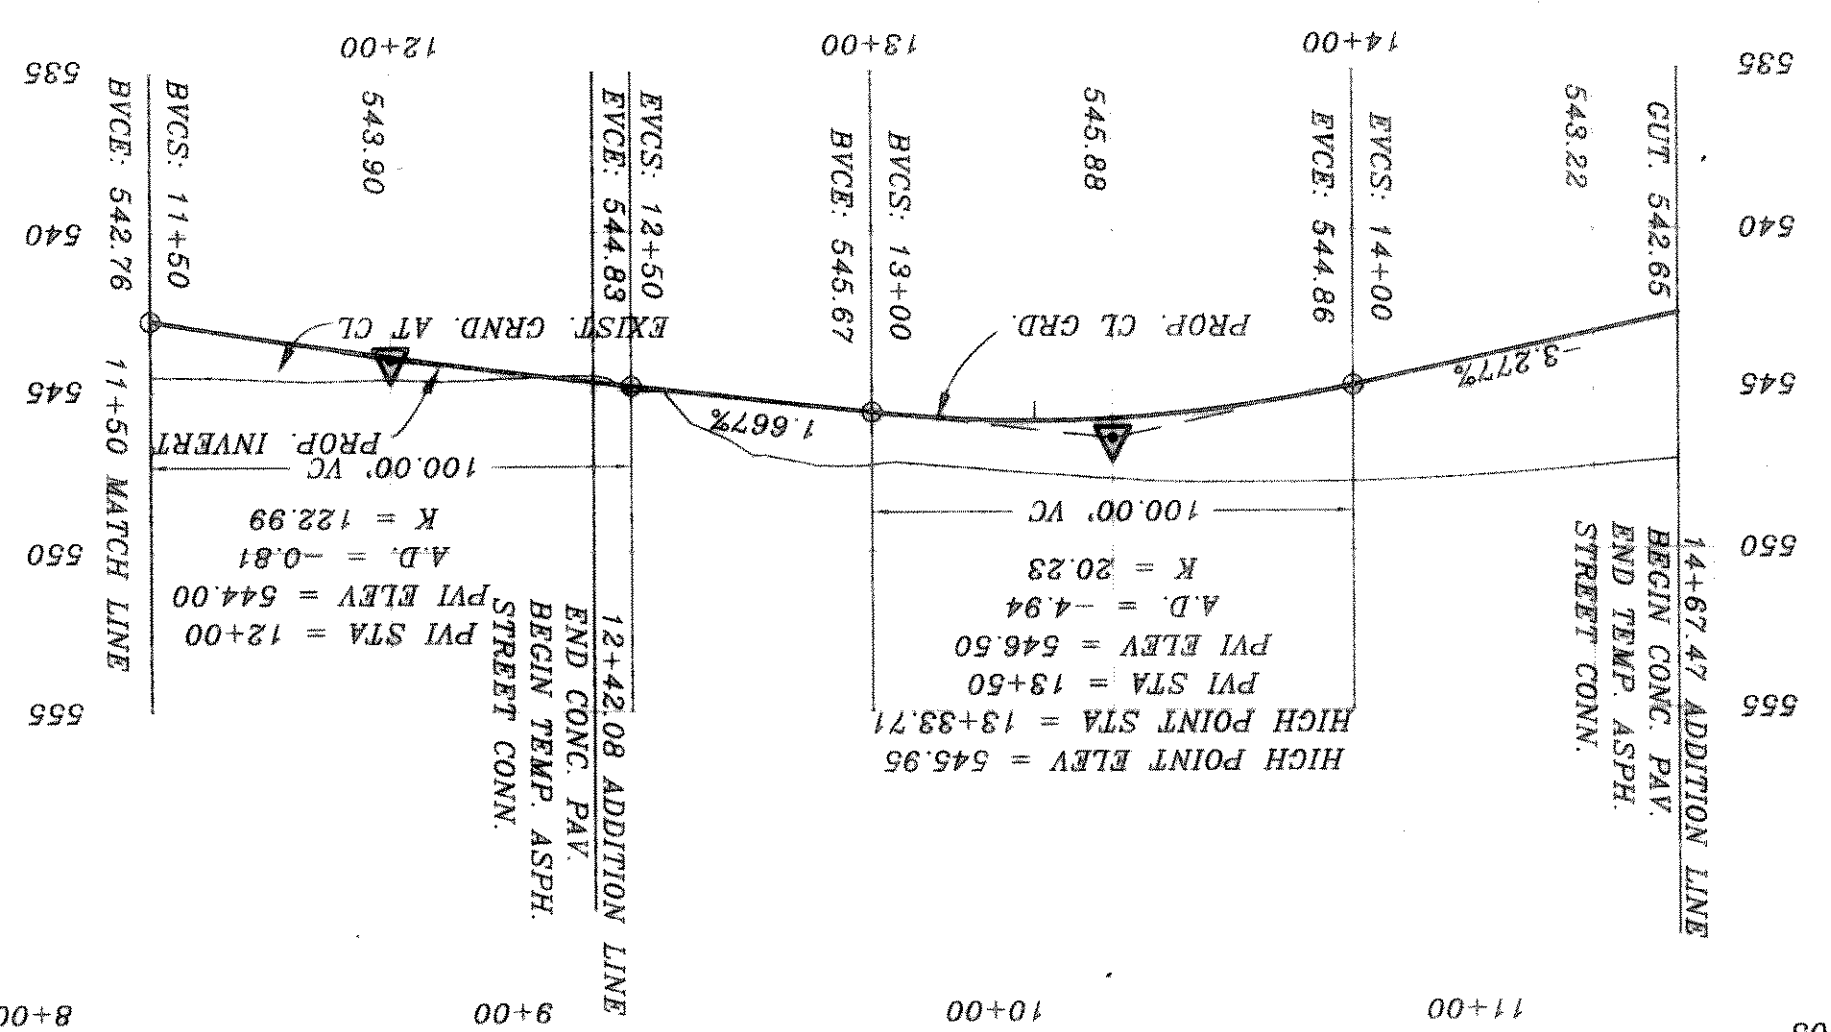 11+00
10+00
9+00
8+00
HIGH POINT ELEV = 545.95
HIGH POINT STA = 13+33.71
PVI STA = 13+50
PVI ELEV = 546.50
A.D. = -4.94
K = 20.23
100.00' VC
PVI STA = 12+00
PVI ELEV = 544.00
A.D. = -0.81
K = 122.99
100.00' VC
14+67.47 ADDITION LINE
BEGIN CONC. PAV.
END TEMP. ASPH.
STREET CONN.
12+42.08 ADDITION LINE
END CONC. PAV.
BEGIN TEMP. ASPH.
STREET CONN.
11+50 MATCH LINE
555
555
550
550
545
545
540
540
535
535
PROP. INVERT
1.667%
-3.277%
PROP. CL GRD.
EXIST. GRND. AT CL
GUT. 542.65
543.22
EVCS: 14+00
EVCE: 544.86
545.88
BVCS: 13+00
BVCE: 545.67
EVCS: 12+50
EVCE: 544.83
543.90
BVCS: 11+50
BVCE: 542.76
14+00
13+00
12+00